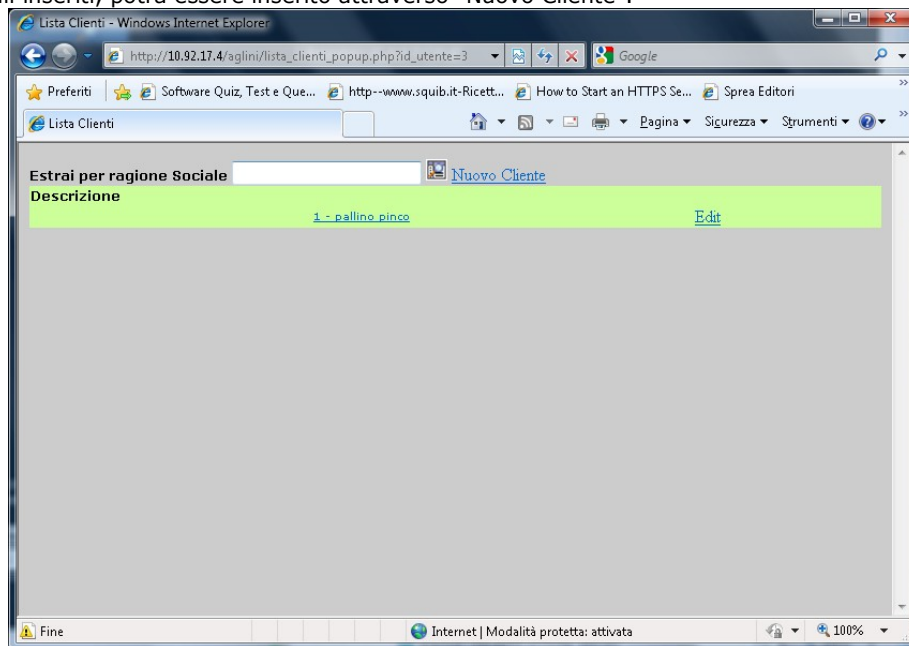 inseriti, potrà essere inserito attraverso "Nuovo Cliente".
Lista Clienti - Windows Internet Explorer
http://10.92.17.4/aglini/lista_clienti_popup.php?id_utente=3
Google
Preferiti
Software Quiz, Test e Que...
http--www.squib.it-Ricett...
How to Start an HTTPS Se...
Sprea Editori
Lista Clienti
Pagina
Sicurezza
Strumenti
Estrai per ragione Sociale
Nuovo Cliente
Descrizione
1 - pallino pinco
Edit
Fine
Internet | Modalità protetta: attivata
100%